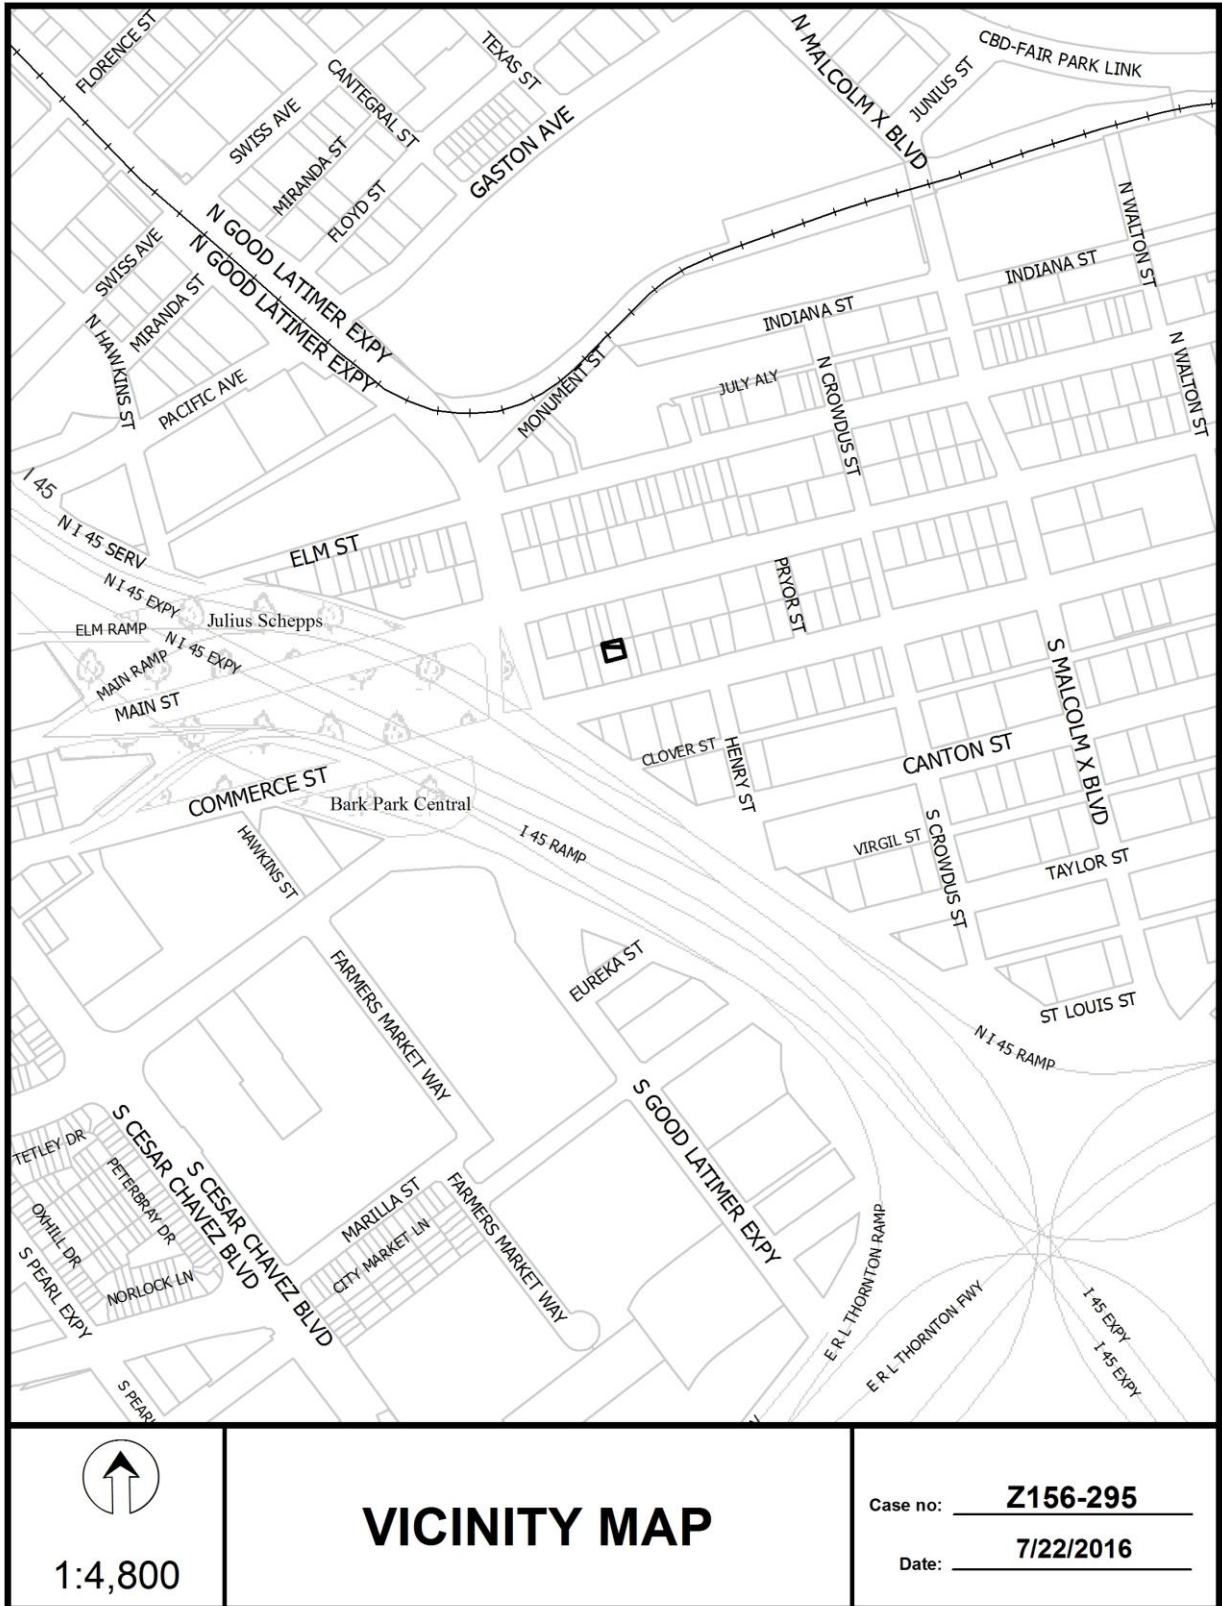 FLORENCE ST
TEXAS ST
N MALCOLM X BLVD
CBD-FAIR PARK LINK
CANTEGRAL ST
JUNIUS ST
SWISS AVE
MIRANDA ST
GASTON AVE
FLOYD ST
N WALTON ST
N GOOD LATIMER EXPY
N GOOD LATIMER EXPY
SWISS AVE
MIRANDA ST
INDIANA ST
INDIANA ST
N HAWKINS ST
PACIFIC AVE
MONUMENT ST
JULY ALY
N CROWDUS ST
N WALTON ST
I 45
N I 45 SERV
ELM ST
N I 45 EXPY
Julius Schepps
PRYOR ST
ELM RAMP
N I 45 EXPY
MAIN RAMP
MAIN ST
S MALCOLM X BLVD
CLOVER ST
HENRY ST
CANTON ST
COMMERCE ST
Bark Park Central
I 45 RAMP
HAWKINS ST
VIRGIL ST
S CROWDUS ST
TAYLOR ST
FARMERS MARKET WAY
EUREKA ST
ST LOUIS ST
N I 45 RAMP
S GOOD LATIMER EXPY
TETLEY DR
S CESAR CHAVEZ BLVD
S CESAR CHAVEZ BLVD
PETERBRAY DR
OXHILL DR
MARILLA ST
CITY MARKET LN
FARMERS MARKET WAY
S PEARL EXPY
NORLOCK LN
E R L THORNTON RAMP
E R L THORNTON FWY
I 45 EXPY
I 45 EXPY
S PEARL
1:4,800
VICINITY MAP
Case no: Z156-295
Date: 7/22/2016